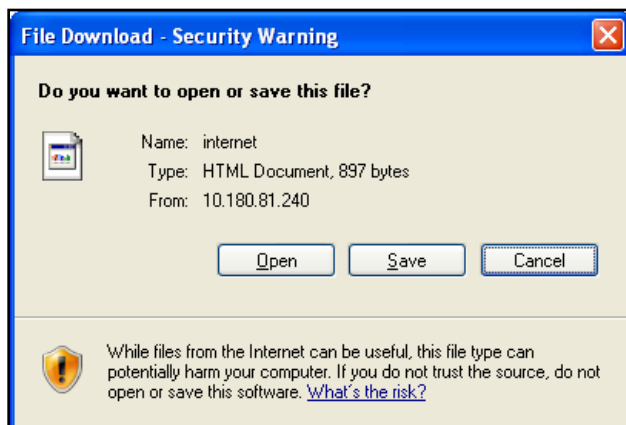 File Download - Security Warning
Do you want to open or save this file?
Name: internet
Type: HTML Document, 897 bytes
From: 10.180.81.240
Open Save Cancel
While files from the Internet can be useful, this file type can
potentially harm your computer. If you do not trust the source, do not
open or save this software. What's the risk?